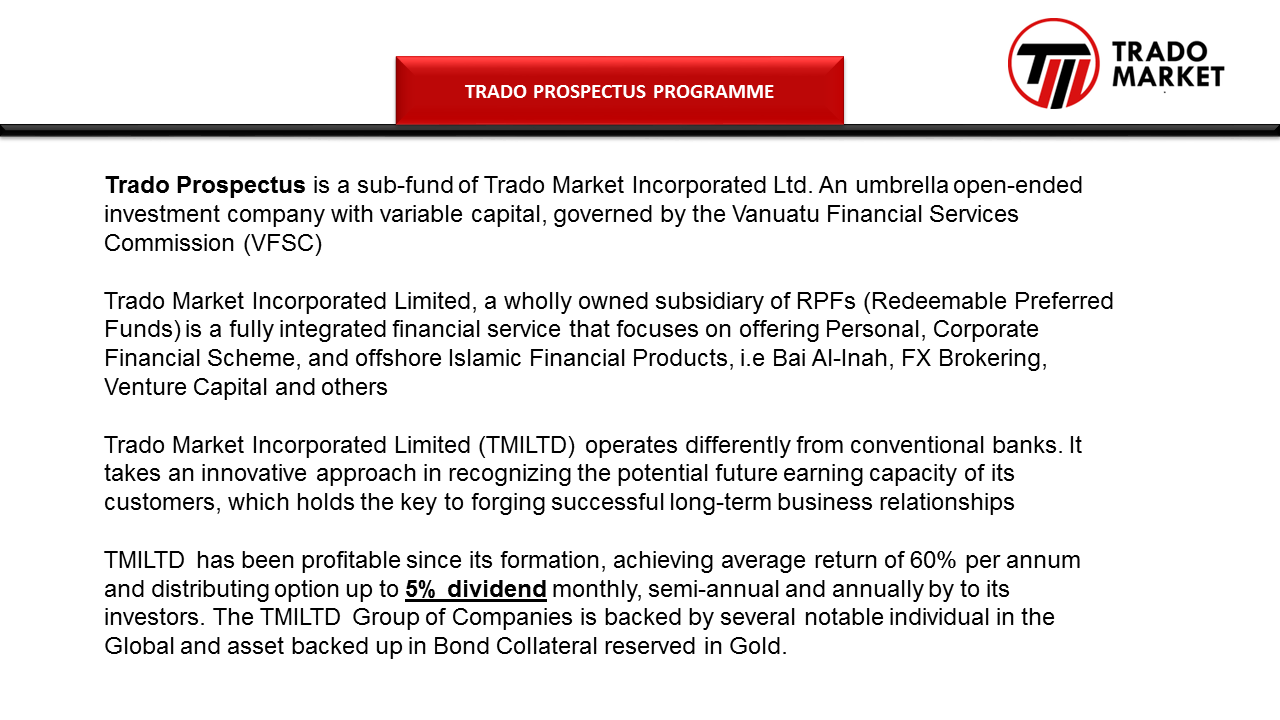 TRADO PROSPECTUS PROGRAMME
TRADO
MARKET
Trado Prospectus is a sub-fund of Trado Market Incorporated Ltd. An umbrella open-ended
investment company with variable capital, governed by the Vanuatu Financial Services
Commission (VFSC)
Trado Market Incorporated Limited, a wholly owned subsidiary of RPFs (Redeemable Preferred
Funds) is a fully integrated financial service that focuses on offering Personal, Corporate
Financial Scheme, and offshore Islamic Financial Products, i.e Bai Al-Inah, FX Brokering,
Venture Capital and others
Trado Market Incorporated Limited (TMILTD) operates differently from conventional banks. It
takes an innovative approach in recognizing the potential future earning capacity of its
customers, which holds the key to forging successful long-term business relationships
TMILTD has been profitable since its formation, achieving average return of 60% per annum
and distributing option up to 5% dividend monthly, semi-annual and annually by to its
investors. The TMILTD Group of Companies is backed by several notable individual in the
Global and asset backed up in Bond Collateral reserved in Gold.